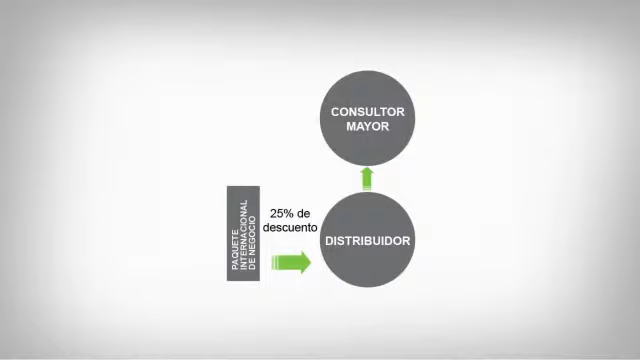 CONSULTOR
MAYOR
25% de
descuento
DISTRIBUIDOR
PAQUETE
INTERNACIONAL
DE NEGOCIO